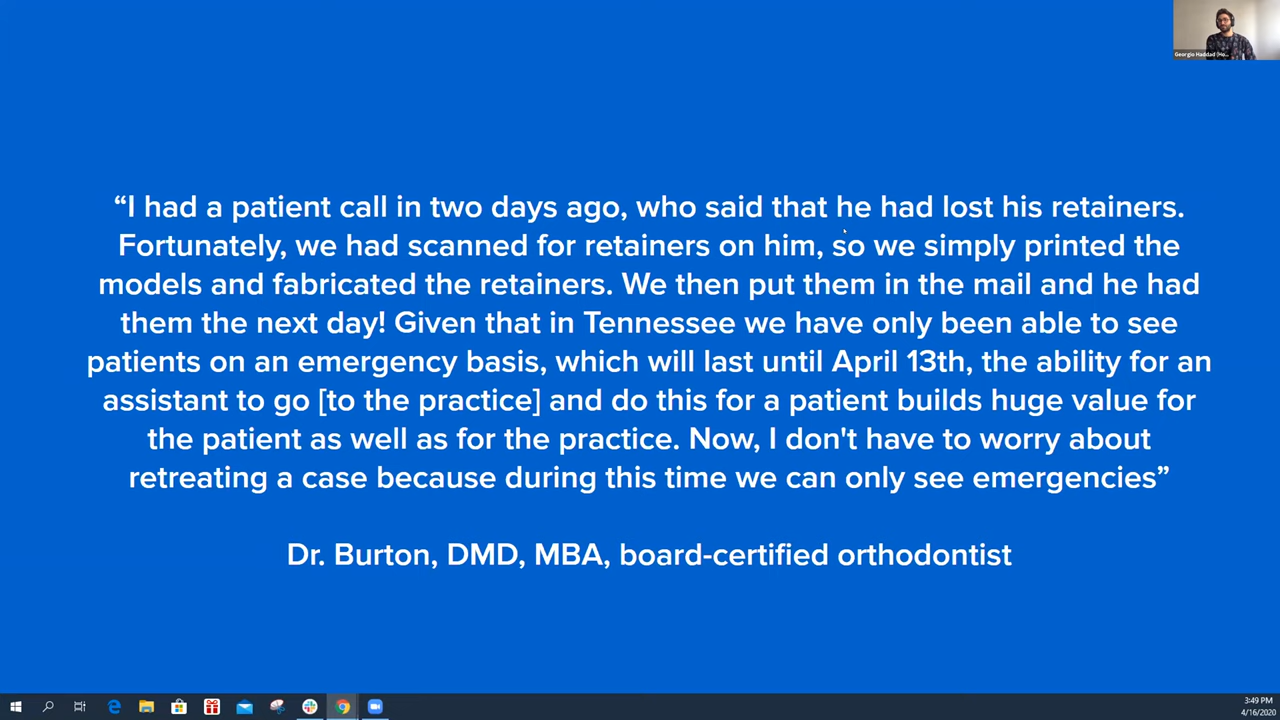 Georgio Haddad (Ho...
“I had a patient call in two days ago, who said that he had lost his retainers.
Fortunately, we had scanned for retainers on him, so we simply printed the
models and fabricated the retainers. We then put them in the mail and he had
them the next day! Given that in Tennessee we have only been able to see
patients on an emergency basis, which will last until April 13th, the ability for an
assistant to go [to the practice] and do this for a patient builds huge value for
the patient as well as for the practice. Now, I don't have to worry about
retreating a case because during this time we can only see emergencies”
Dr. Burton, DMD, MBA, board-certified orthodontist
3:49 PM
4/16/2020